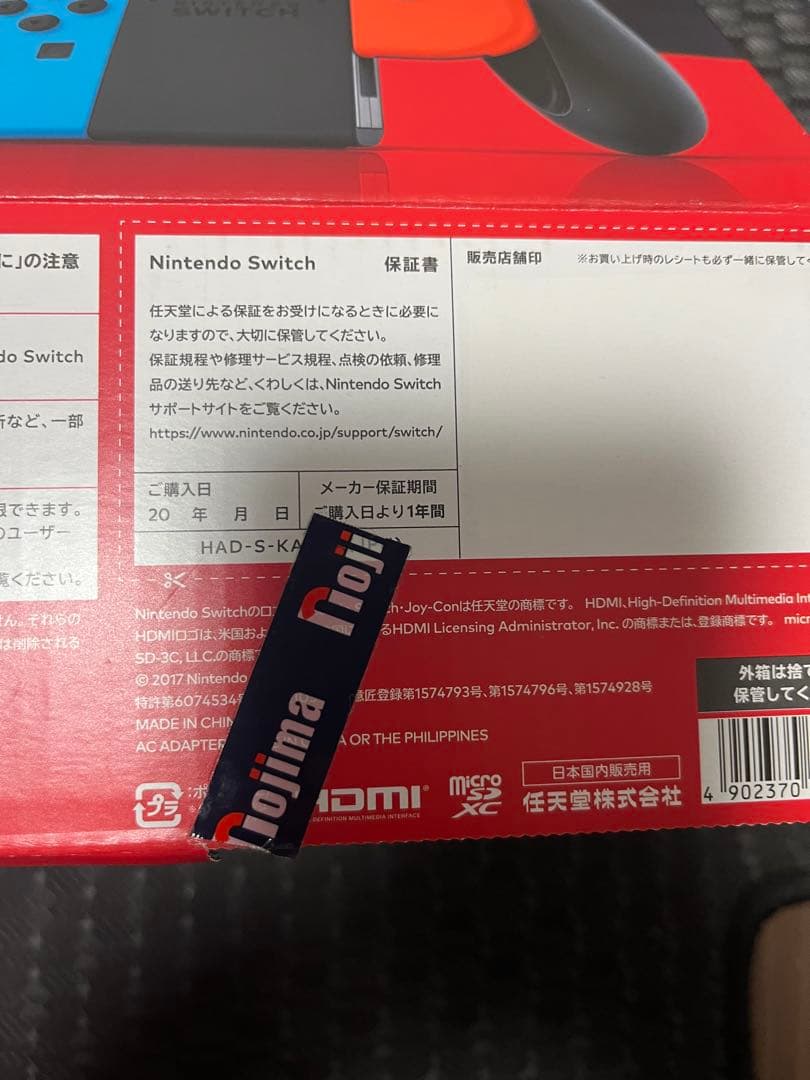 SWITCH
に」の注意
do Switch
所など、一部
限できます。
のユーザー
覧ください。
せん。それらの
は削除される
Nintendo Switch 保証書
任天堂による保証をお受けになるときに必要に
なりますので、大切に保管してください。
保証規程や修理サービス規程、点検の依頼、修理
品の送り先など、くわしくは、Nintendo Switch
サポートサイトをご覧ください。
https://www.nintendo.co.jp/support/switch/
ご購入日
20 年 月 日
メーカー保証期間
ご購入日より1年間
HAD-S-KA
販売店舗印
※お買い上げ時のレシートも必ず一緒に保管して
nojima
noji
Nintendo Switchのロゴ ch・Joy-Conは任天堂の商標です。 HDMI、High-Definition Multimedia Int
HDMIロゴは、米国およ るHDMI Licensing Administrator, Inc. の商標または、登録商標です。 micr
SD-3C, LLC.の商標で
© 2017 Nintendo
特許第6074534号 意匠登録第1574793号、第1574796号、第1574928号
MADE IN CHIN
AC ADAPTER A OR THE PHILIPPINES
プラ
HDMI®
DEFINITION MULTIMEDIA INTERFACE
micro
SD
XC
日本国内販売用
任天堂株式会社
外箱は捨て
保管してく
4 902370